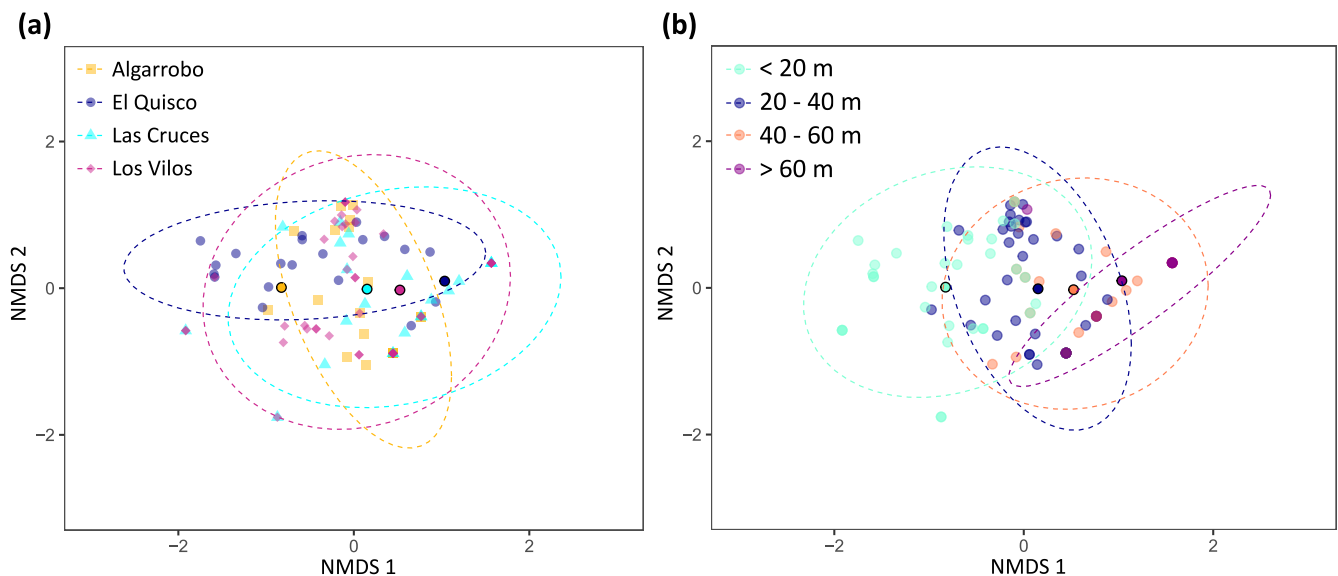 (a)
Algarrobo
El Quisco
Las Cruces
Los Vilos
2
0
−2
−2
0
2
NMDS 1
NMDS 2
(b)
< 20 m
20 - 40 m
40 - 60 m
> 60 m
2
0
−2
−2
0
2
NMDS 1
NMDS 2